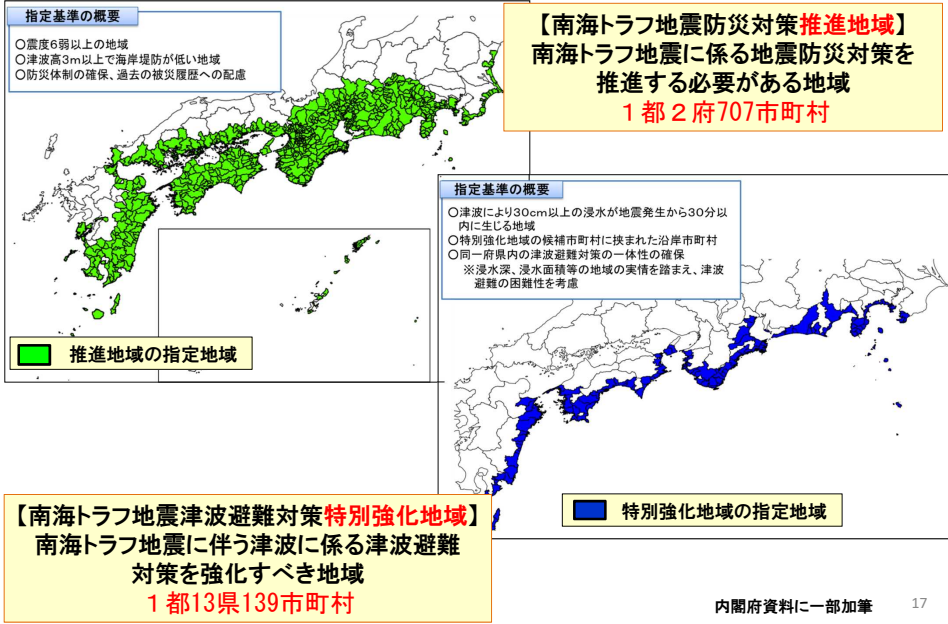 指定基準の概要
○震度6弱以上の地域
○津波高3m以上で海岸堤防が低い地域
○防災体制の確保、過去の被災履歴への配慮
【南海トラフ地震防災対策推進地域】
南海トラフ地震に係る地震防災対策を
推進する必要がある地域
1都2府707市町村
指定基準の概要
○津波により30cm以上の浸水が地震発生から30分以
内に生じる地域
○特別強化地域の候補市町村に挟まれた沿岸市町村
○同一府県内の津波避難対策の一体性の確保
※浸水深、浸水面積等の地域の実情を踏まえ、津波
避難の困難性を考慮
推進地域の指定地域
【南海トラフ地震津波避難対策特別強化地域】
南海トラフ地震に伴う津波に係る津波避難
対策を強化すべき地域
1都13県139市町村
特別強化地域の指定地域
内閣府資料に一部加筆
17